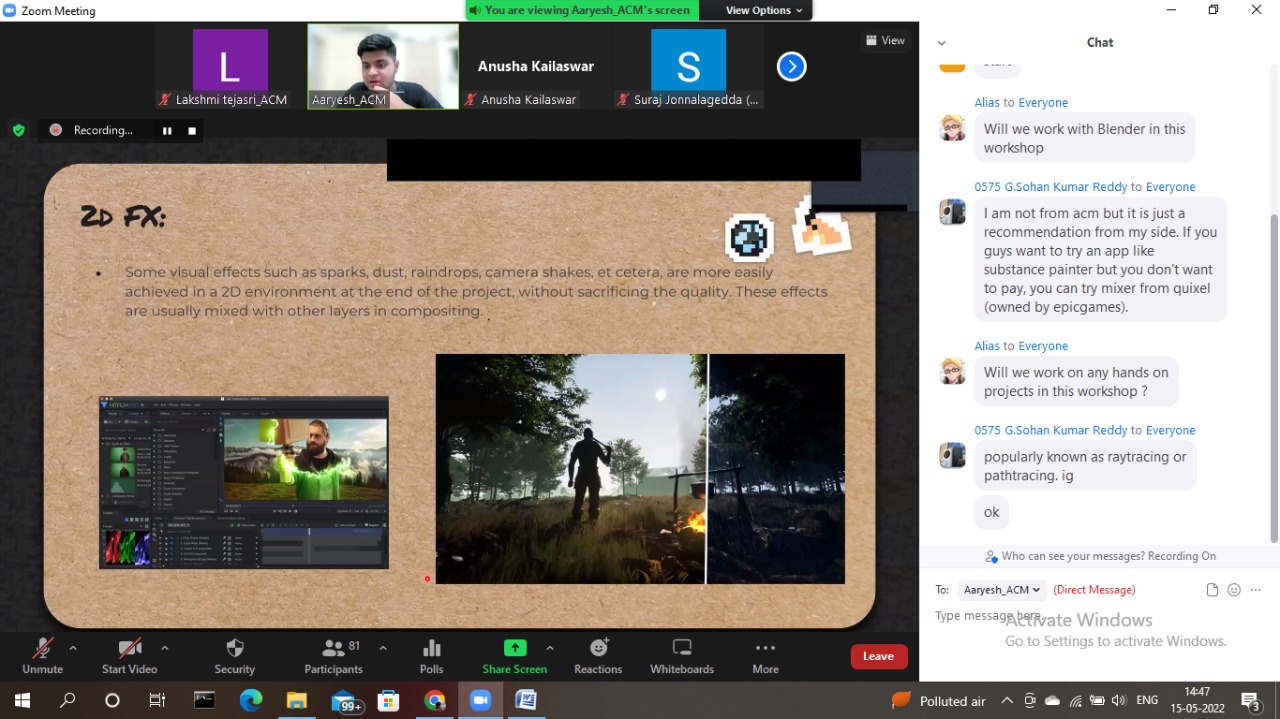 Zoom Meeting
You are viewing Aaryesh_ACM's screen
View Options
View
L
S
Anusha Kailaswar
Lakshmi tejasri_ACM
Aaryesh_ACM
Anusha Kailaswar
Suraj Jonnalagedda (...
Recording...
2D FX:
• Some visual effects such as sparks, dust, raindrops, camera shakes, et cetera, are more easily
achieved in a 2D environment at the end of the project, without sacrificing the quality. These effects
are usually mixed with other layers in compositing.
Chat
Alias to Everyone
Will we work with Blender in this
workshop
0575 G.Sohan Kumar Reddy to Everyone
I am not from acm but it is just a
recommendation from my side. If you
guys want to try an app like
substance painter but you don't want
to pay, you can try mixer from quixel
(owned by epicgames).
Alias to Everyone
Will we work on any hands on
projects in this workshop ?
0575 G.Sohan Kumar Reddy to Everyone
popularly known as raytracing or
pathtracing. ig
ok
Who can see your messages? Recording On
To: Aaryesh_ACM (Direct Message)
Type message here...
Activate Windows
Go to Settings to activate Windows.
Unmute
Start Video
Security
81
Participants
Polls
Share Screen
Reactions
Whiteboards
More
Leave
99+
Polluted air
ENG
14:47
15-05-2022
3